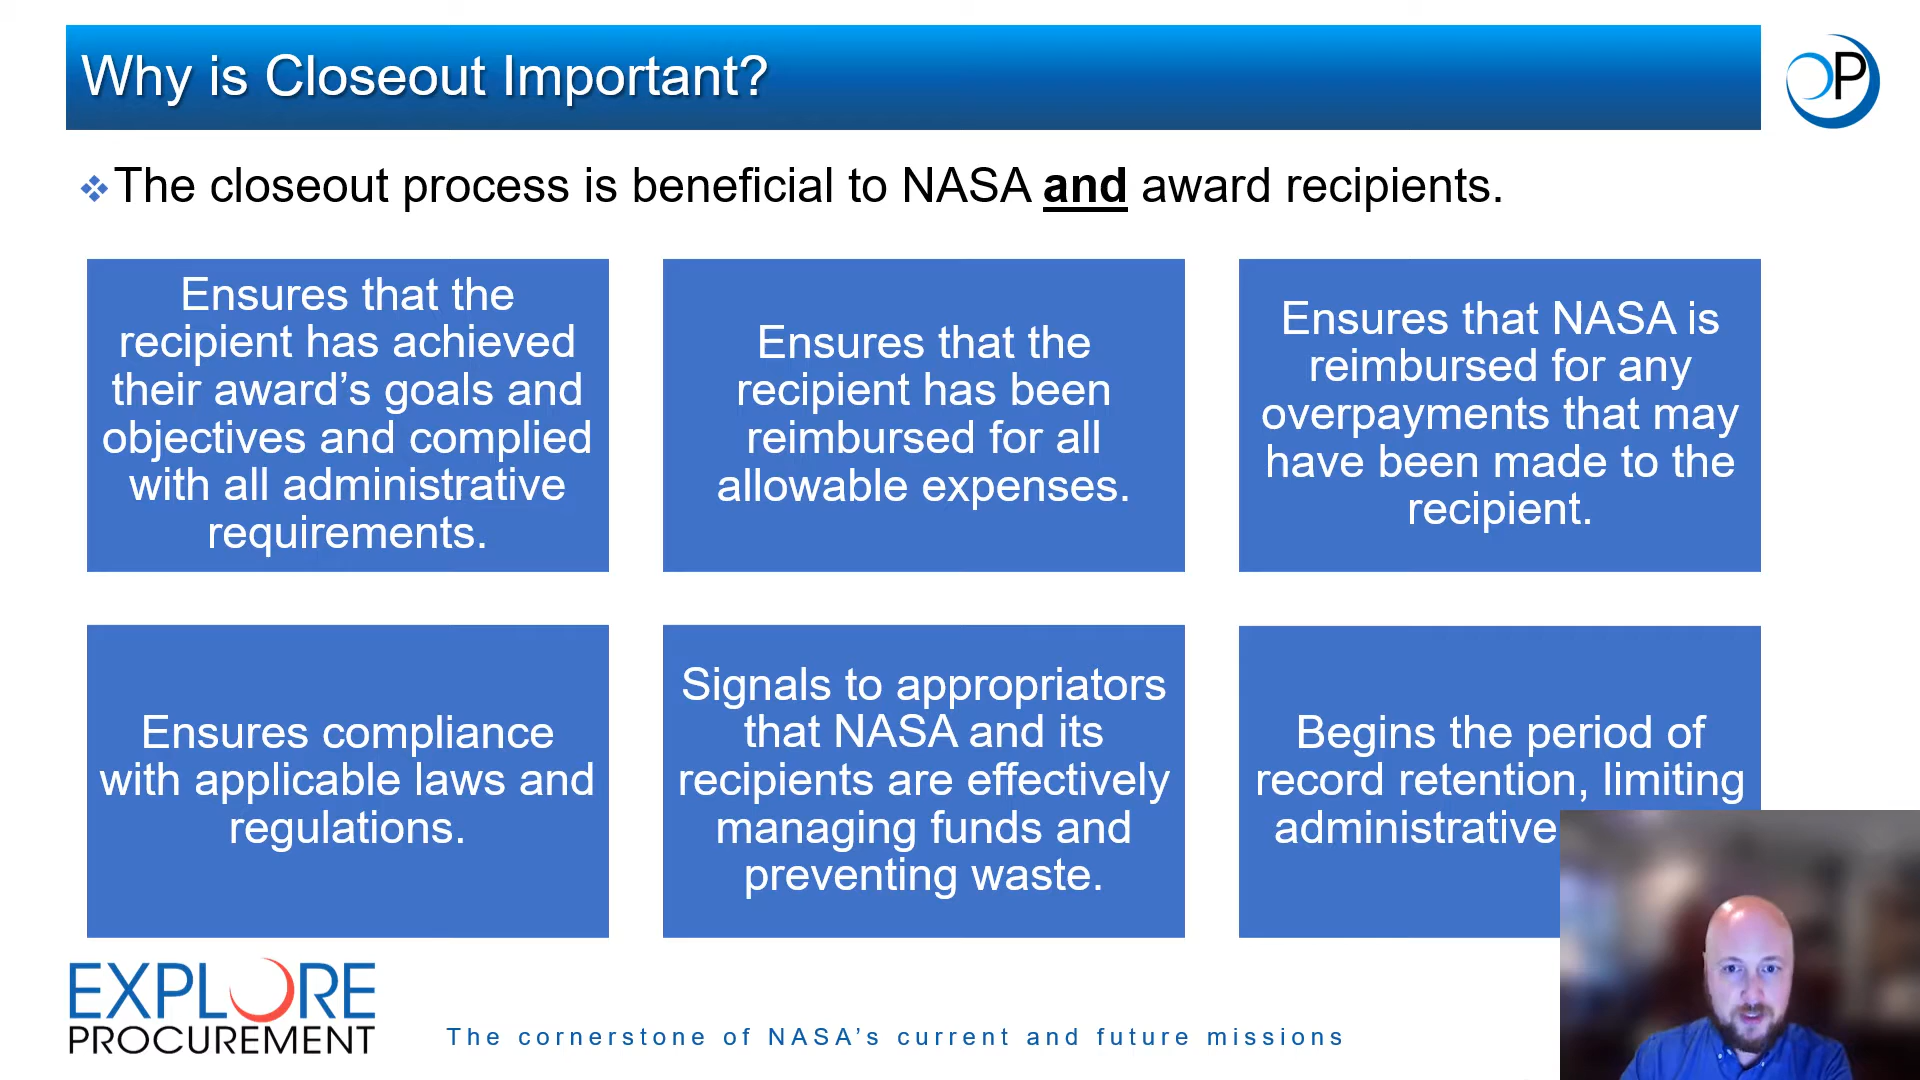 Why is Closeout Important?
OP
The closeout process is beneficial to NASA and award recipients.
Ensures that the
recipient has achieved
their award’s goals and
objectives and complied
with all administrative
requirements.
Ensures that the
recipient has been
reimbursed for all
allowable expenses.
Ensures that NASA is
reimbursed for any
overpayments that may
have been made to the
recipient.
Ensures compliance
with applicable laws and
regulations.
Signals to appropriators
that NASA and its
recipients are effectively
managing funds and
preventing waste.
Begins the period of
record retention, limiting
administrative
EXPLORE
PROCUREMENT
The cornerstone of NASA’s current and future missions